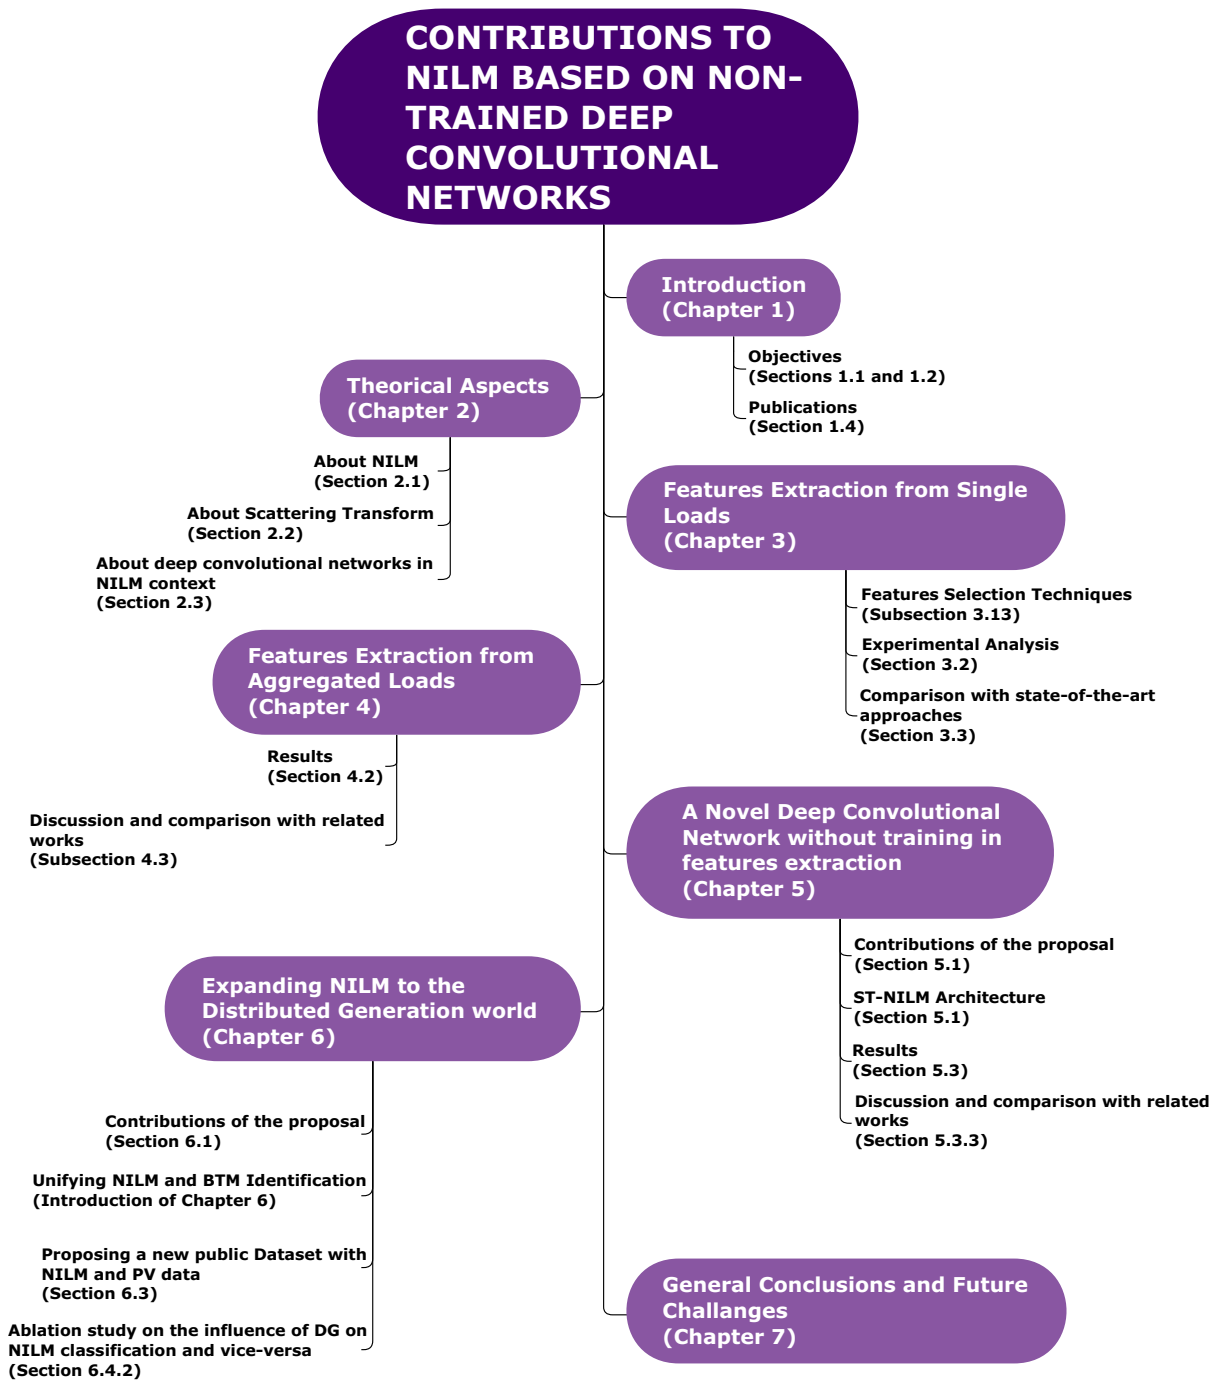 CONTRIBUTIONS TO
NILM BASED ON NON-
TRAINED DEEP
CONVOLUTIONAL
NETWORKS
Introduction
(Chapter 1)
Objectives
(Sections 1.1 and 1.2)
Publications
(Section 1.4)
Theorical Aspects
(Chapter 2)
About NILM
(Section 2.1)
About Scattering Transform
(Section 2.2)
About deep convolutional networks in
NILM context
(Section 2.3)
Features Extraction from Single
Loads
(Chapter 3)
Features Selection Techniques
(Subsection 3.13)
Experimental Analysis
(Section 3.2)
Comparison with state-of-the-art
approaches
(Section 3.3)
Features Extraction from
Aggregated Loads
(Chapter 4)
Results
(Section 4.2)
Discussion and comparison with related
works
(Subsection 4.3)
A Novel Deep Convolutional
Network without training in
features extraction
(Chapter 5)
Contributions of the proposal
(Section 5.1)
ST-NILM Architecture
(Section 5.1)
Results
(Section 5.3)
Discussion and comparison with related
works
(Section 5.3.3)
Expanding NILM to the
Distributed Generation world
(Chapter 6)
Contributions of the proposal
(Section 6.1)
Unifying NILM and BTM Identification
(Introduction of Chapter 6)
Proposing a new public Dataset with
NILM and PV data
(Section 6.3)
Ablation study on the influence of DG on
NILM classification and vice-versa
(Section 6.4.2)
General Conclusions and Future
Challanges
(Chapter 7)